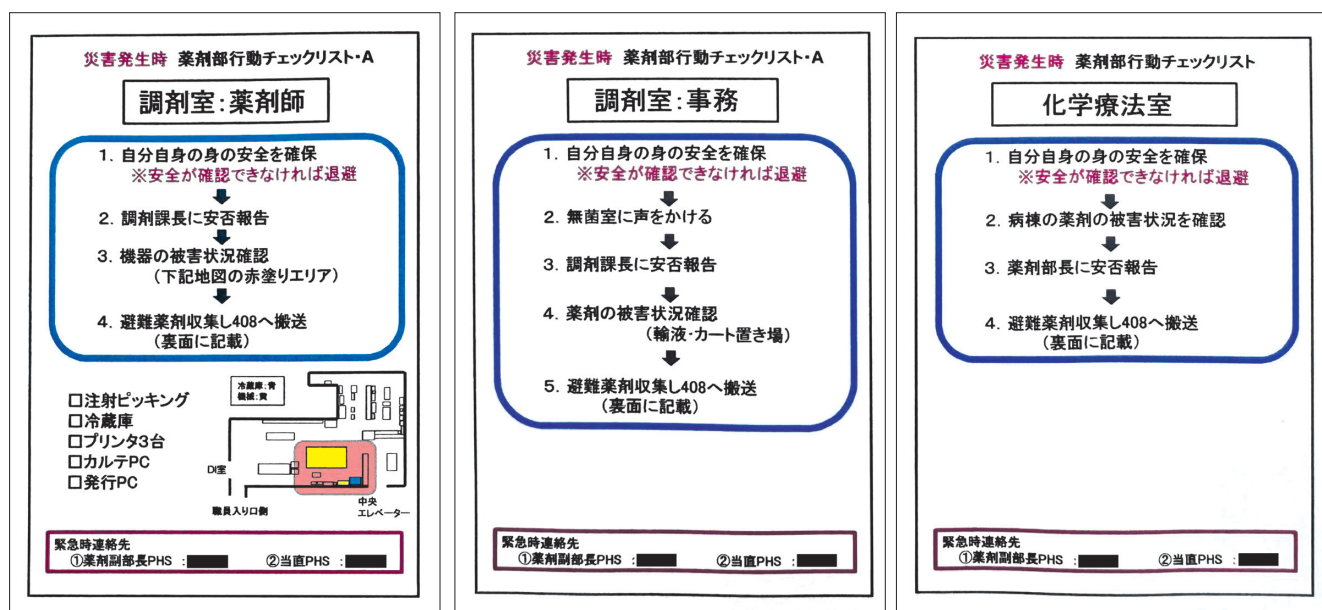 災害発生時 薬剤部行動チェックリスト・A
調剤室:薬剤師
1. 自分自身の身の安全を確保
※安全が確認できなければ退避
2. 調剤課長に安否報告
3. 機器の被害状況確認
(下記地図の赤塗りエリア)
4. 避難薬剤収集し408へ搬送
(裏面に記載)
□注射ピッキング
□冷蔵庫
□プリンタ3台
□カルテPC
□発行PC
冷蔵庫:青
機械:黄
DI室
職員入り口側
中央
エレベーター
緊急時連絡先
①薬剤副部長PHS : ②当直PHS :
災害発生時 薬剤部行動チェックリスト・A
調剤室:事務
1. 自分自身の身の安全を確保
※安全が確認できなければ退避
2. 無菌室に声をかける
3. 調剤課長に安否報告
4. 薬剤の被害状況確認
(輸液・カート置き場)
5. 避難薬剤収集し408へ搬送
(裏面に記載)
緊急時連絡先
①薬剤副部長PHS : ②当直PHS :
災害発生時 薬剤部行動チェックリスト
化学療法室
1. 自分自身の身の安全を確保
※安全が確認できなければ退避
2. 病棟の薬剤の被害状況を確認
3. 薬剤部長に安否報告
4. 避難薬剤収集し408へ搬送
(裏面に記載)
緊急時連絡先
①薬剤副部長PHS : ②当直PHS :